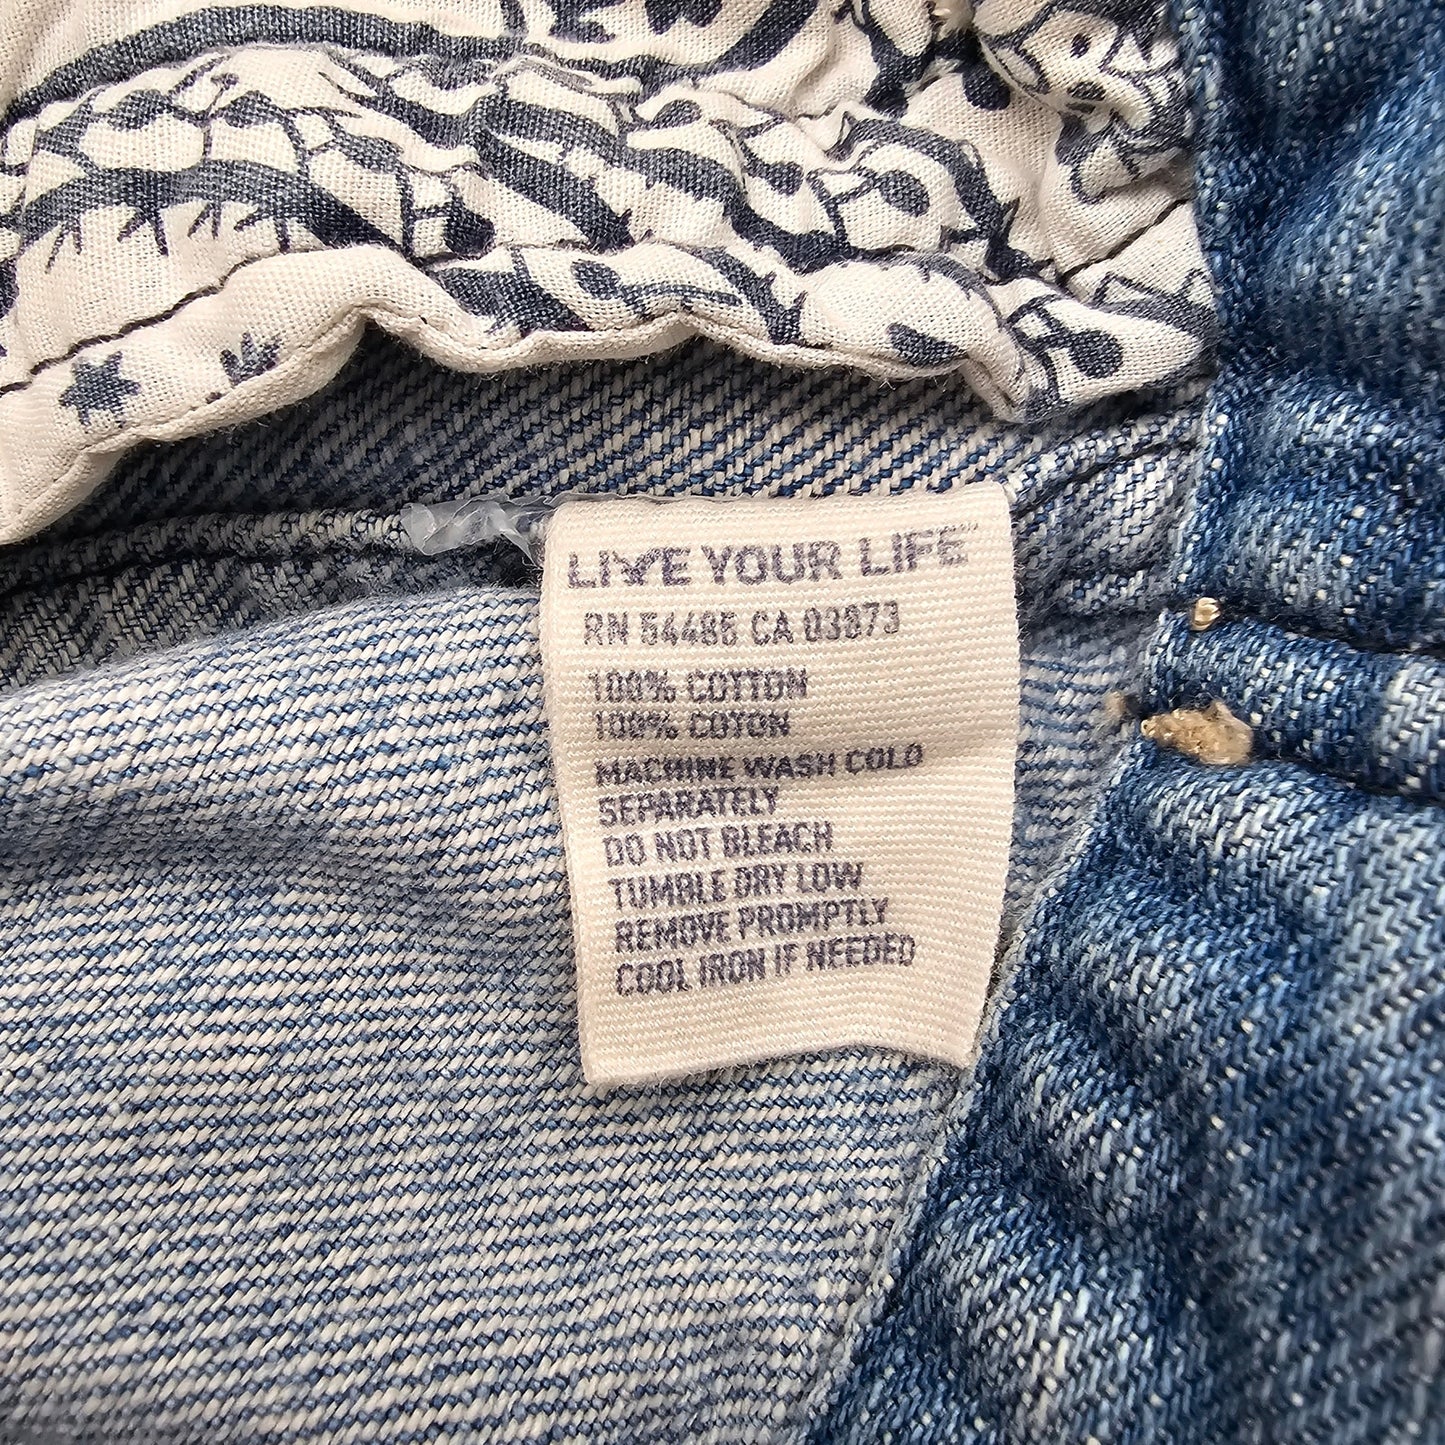 LIVE YOUR LIFE™
RN 54485 CA 03873
100% COTTON
100% COTON
MACHINE WASH COLD
SEPARATELY
DO NOT BLEACH
TUMBLE DRY LOW
REMOVE PROMPTLY
COOL IRON IF NEEDED